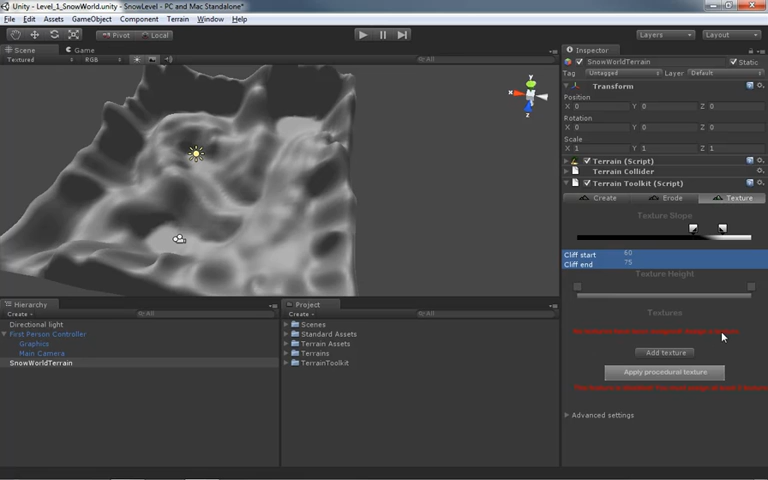 Unity - Level_1_SnowWorld.unity - SnowLevel - PC and Mac Standalone*
File Edit Assets GameObject Component Terrain Window Help
Pivot Local Layers Layout
Scene Game Inspector
Textured RGB All
SnowWorldTerrain Static
Tag Untagged Layer Default
Transform
Position
X 0 Y 0 Z 0
Rotation
X 0 Y 0 Z 0
Scale
X 1 Y 1 Z 1
Terrain (Script)
Terrain Collider
Terrain Toolkit (Script)
Create Erode Texture
Texture Slope
Cliff start 60
Cliff end 75
Texture Height
Textures
Add texture
Apply procedural texture
Advanced settings
y
x
z
Hierarchy
Create All
Directional light
First Person Controller
Graphics
Main Camera
SnowWorldTerrain
Project
Create All
Scenes
Standard Assets
Terrain Assets
Terrains
TerrainToolkit